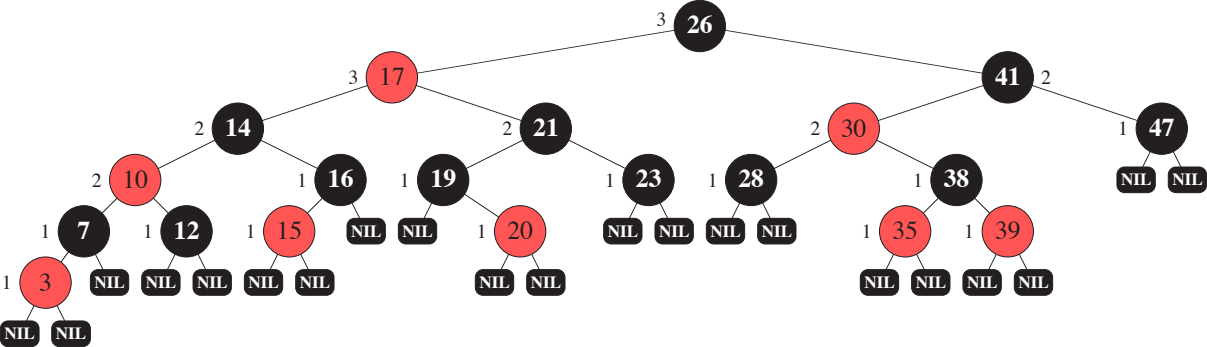 3 26
3 17 41 2
2 14 2 21 2 30 1 47
2 10 1 16 1 19 1 23 1 28 1 38 NIL NIL
1 7 1 12 1 15 NIL NIL 1 20 NIL NIL NIL NIL 1 35 1 39
1 3 NIL NIL NIL NIL NIL NIL NIL NIL NIL NIL NIL
NIL NIL